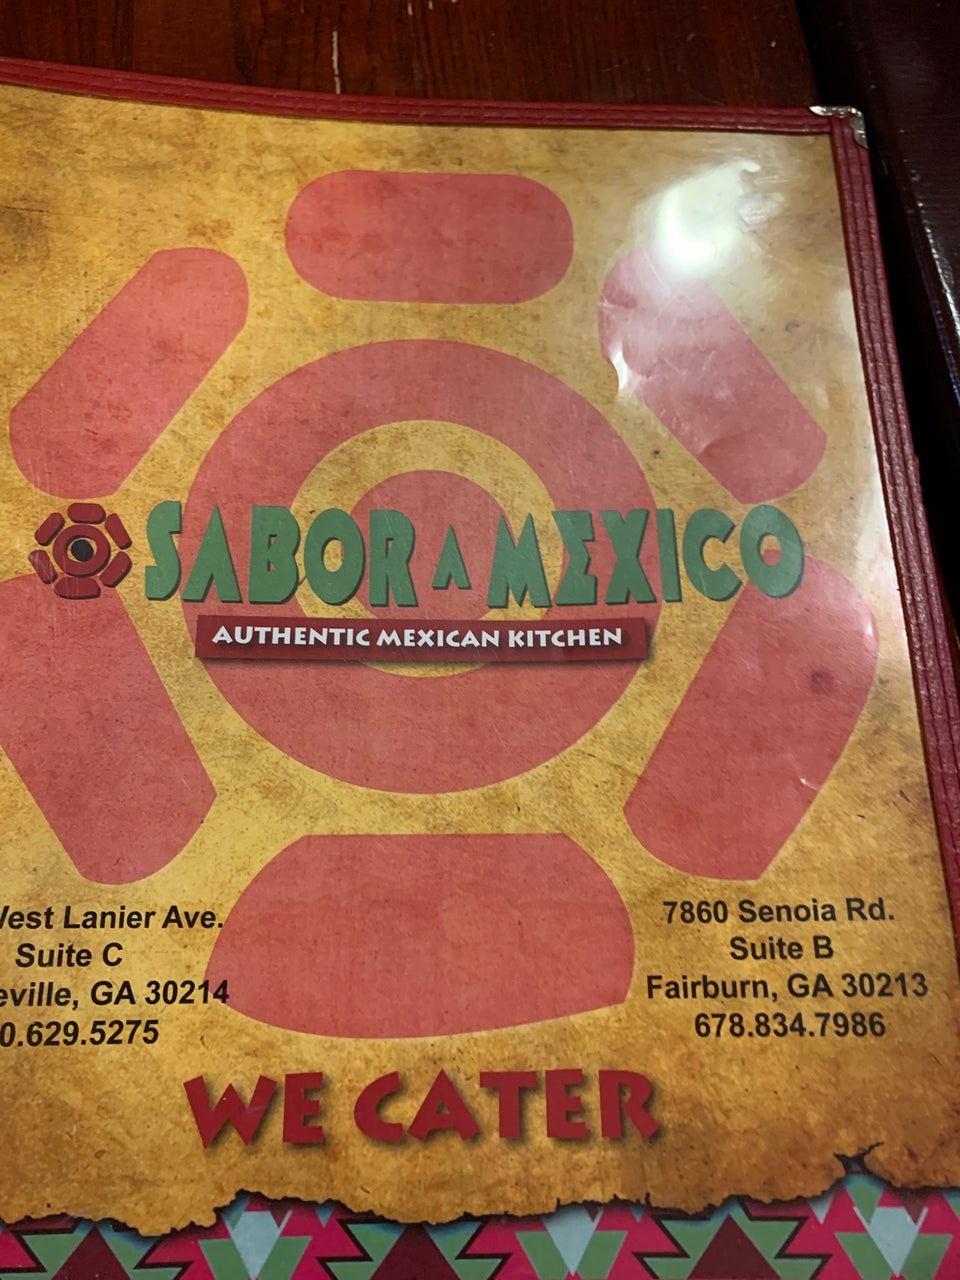 SABOR A MEXICO
AUTHENTIC MEXICAN KITCHEN
Lanier Ave.
Suite C
GA 30214
7860 Senoia Rd.
Suite B
Fairburn, GA 30213
678.834.7986
WE CATER